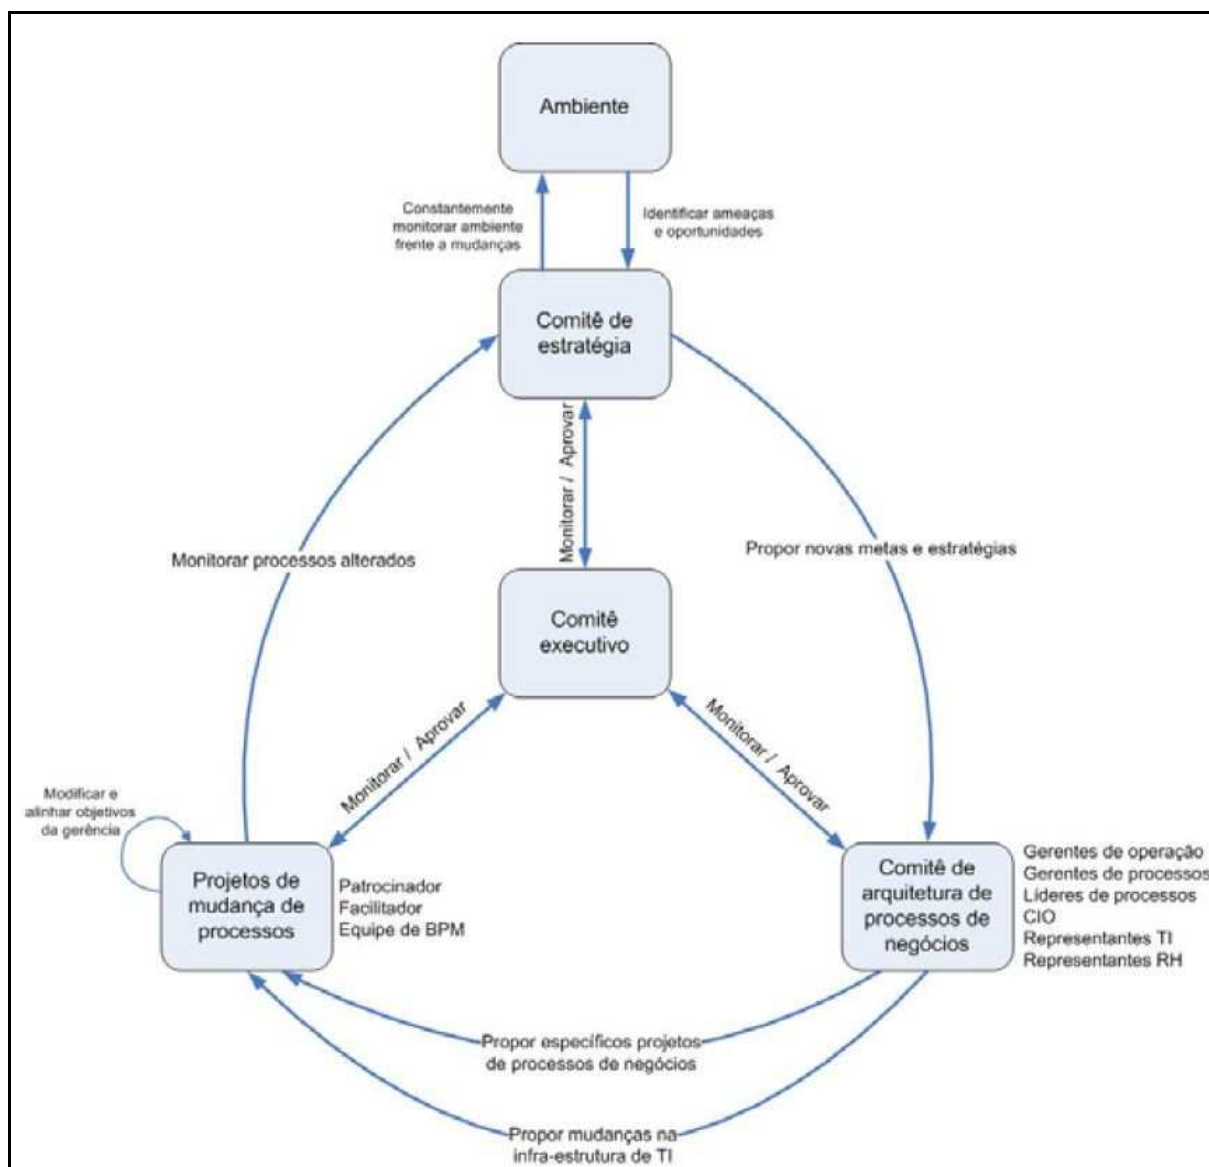 Ambiente
Constantemente
monitorar ambiente
frente a mudanças
Identificar ameaças
e oportunidades
Comitê de
estratégia
Monitorar / Aprovar
Monitorar processos alterados
Propor novas metas e estratégias
Comitê
executivo
Monitorar / Aprovar
Monitorar / Aprovar
Modificar e
alinhar objetivos
da gerência
Projetos de
mudança de
processos
Patrocinador
Facilitador
Equipe de BPM
Comitê de
arquitetura de
processos de
negócios
Gerentes de operação
Gerentes de processos
Líderes de processos
CIO
Representantes TI
Representantes RH
Propor específicos projetos
de processos de negócios
Propor mudanças na
infra-estrutura de TI